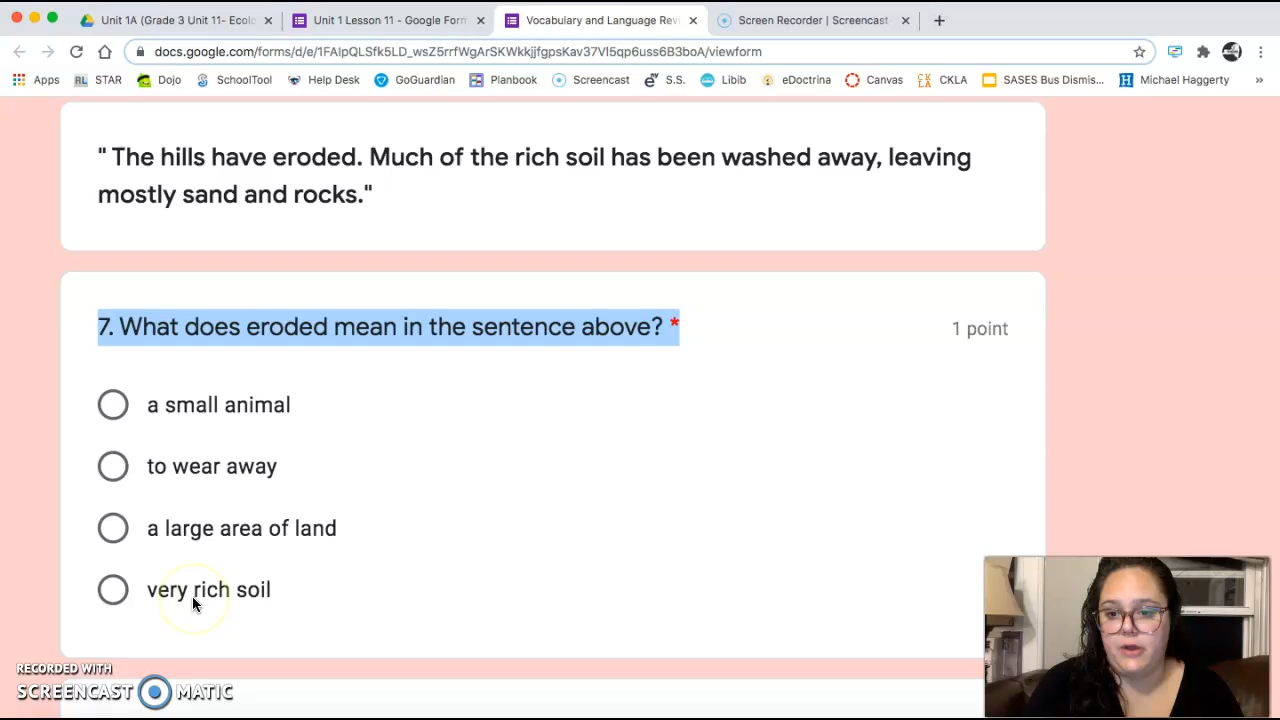 Unit 1A (Grade 3 Unit 11- Ecolo
Unit 1 Lesson 11 - Google Form
Vocabulary and Language Revi
Screen Recorder | Screencast
docs.google.com/forms/d/e/1FAIpQLSfk5LD_wsZ5rrfWgArSKWkkjjfgpsKav37VI5qp6uss6B3boA/viewform
Apps
RL STAR
Dojo
SchoolTool
Help Desk
GoGuardian
Planbook
Screencast
S.S.
Libib
eDoctrina
Canvas
CKLA
SASES Bus Dismis...
Michael Haggerty
»
" The hills have eroded. Much of the rich soil has been washed away, leaving
mostly sand and rocks."
7. What does eroded mean in the sentence above? *
1 point
a small animal
to wear away
a large area of land
very rich soil
RECORDED WITH
SCREENCAST MATIC